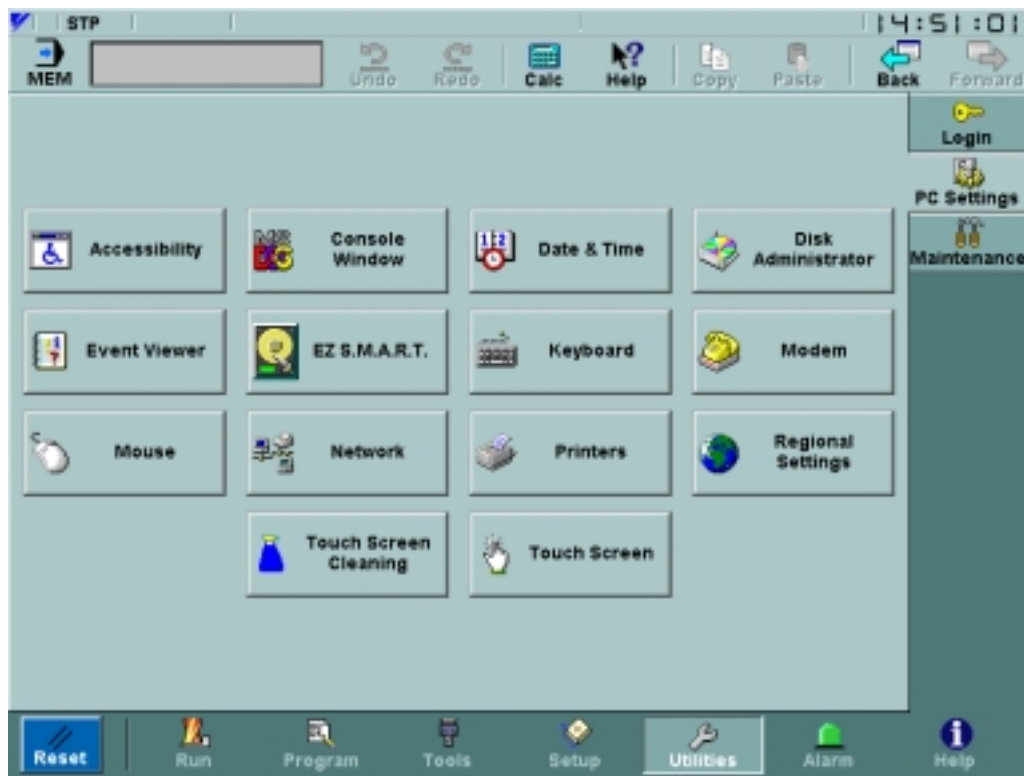 STP
14:51:01
MEM
Undo
Redo
Calc
Help
Copy
Paste
Back
Forward
Login
PC Settings
Maintenance
Accessibility
Console
Window
Date & Time
Disk
Administrator
Event Viewer
EZ S.M.A.R.T.
Keyboard
Modem
Mouse
Network
Printers
Regional
Settings
Touch Screen
Cleaning
Touch Screen
Reset
Run
Program
Tools
Setup
Utilities
Alarm
Help